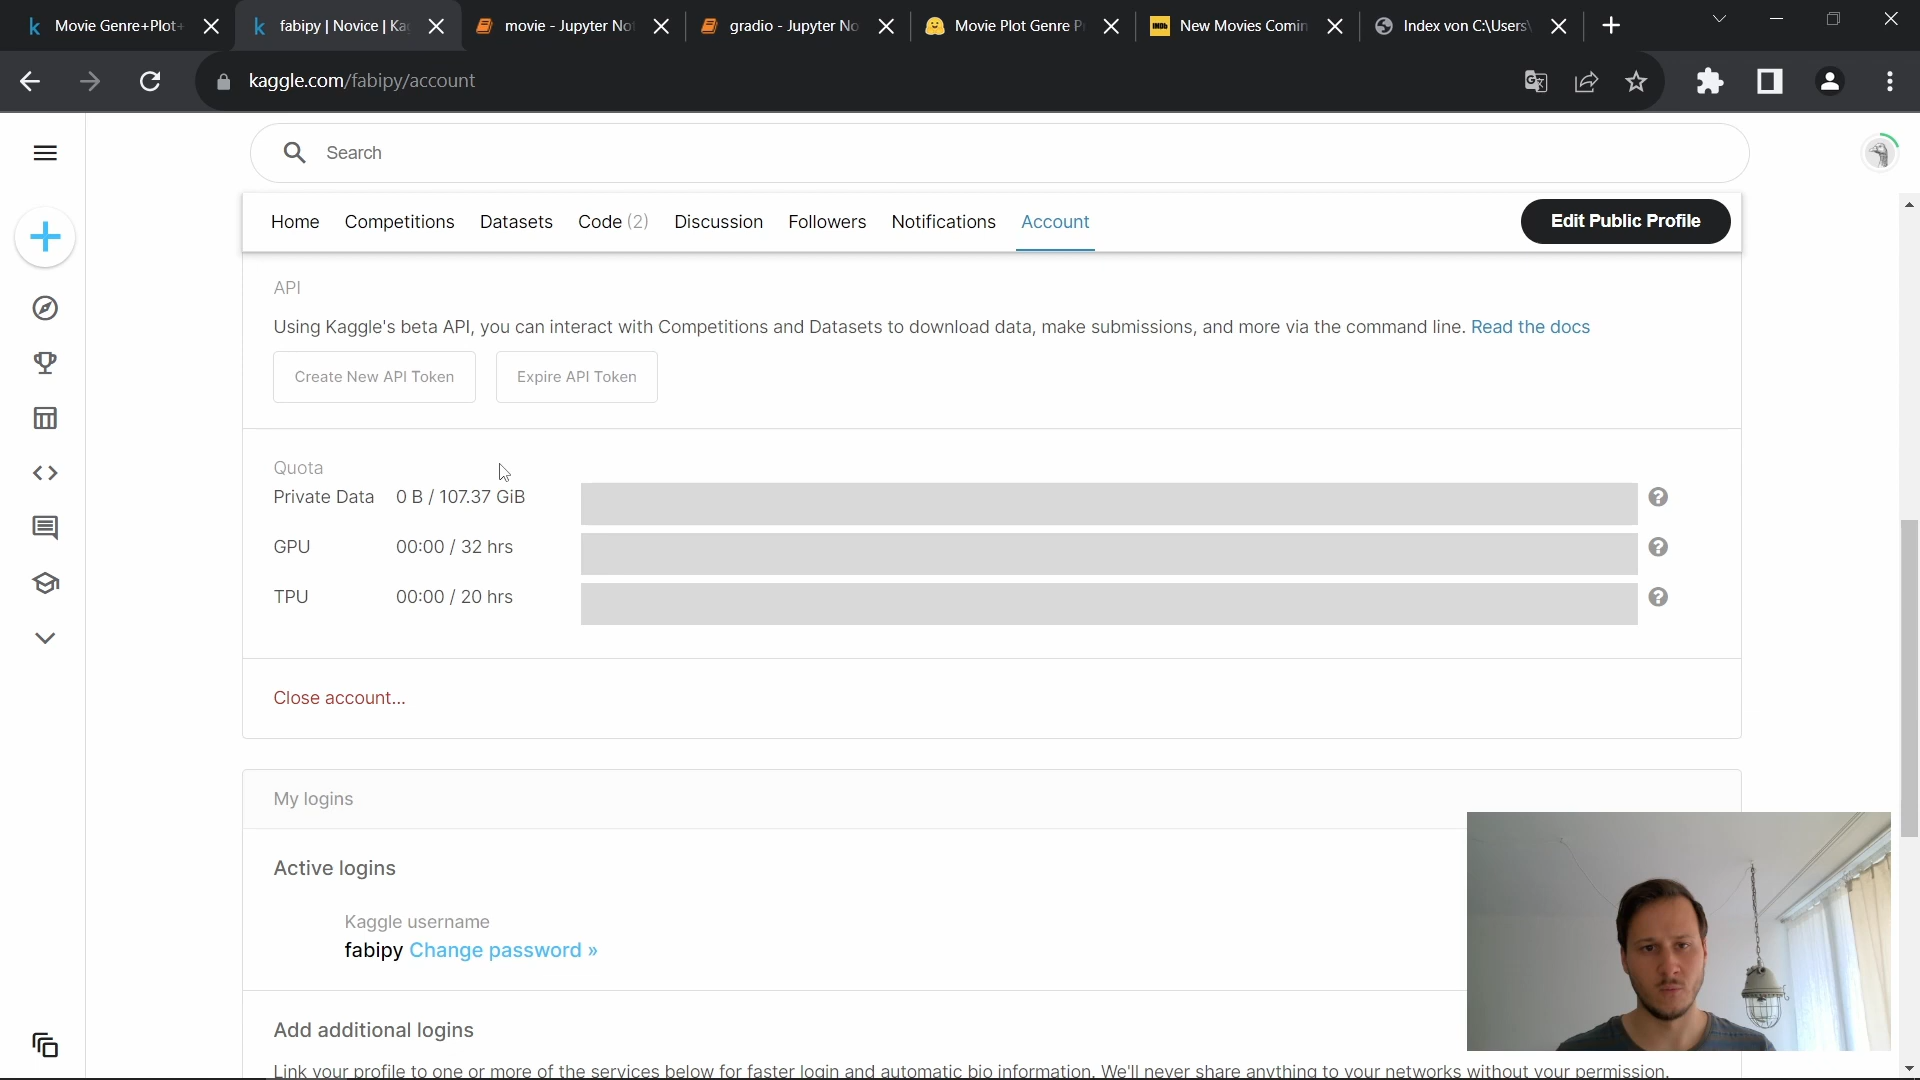 Movie Genre+Plot+
fabipy | Novice | Ka
movie - Jupyter No
gradio - Jupyter No
Movie Plot Genre P
IMDb
New Movies Comin
Index von C:\Users\
kaggle.com/fabipy/account
Search
Home
Competitions
Datasets
Code (2)
Discussion
Followers
Notifications
Account
Edit Public Profile
API
Using Kaggle's beta API, you can interact with Competitions and Datasets to download data, make submissions, and more via the command line. Read the docs
Create New API Token
Expire API Token
Quota
Private Data 0 B / 107.37 GiB
GPU 00:00 / 32 hrs
TPU 00:00 / 20 hrs
Close account...
My logins
Active logins
Kaggle username
fabipy Change password »
Add additional logins
Link your profile to one or more of the services below for faster login and automatic bio information. We'll never share anything to your networks without your permission.